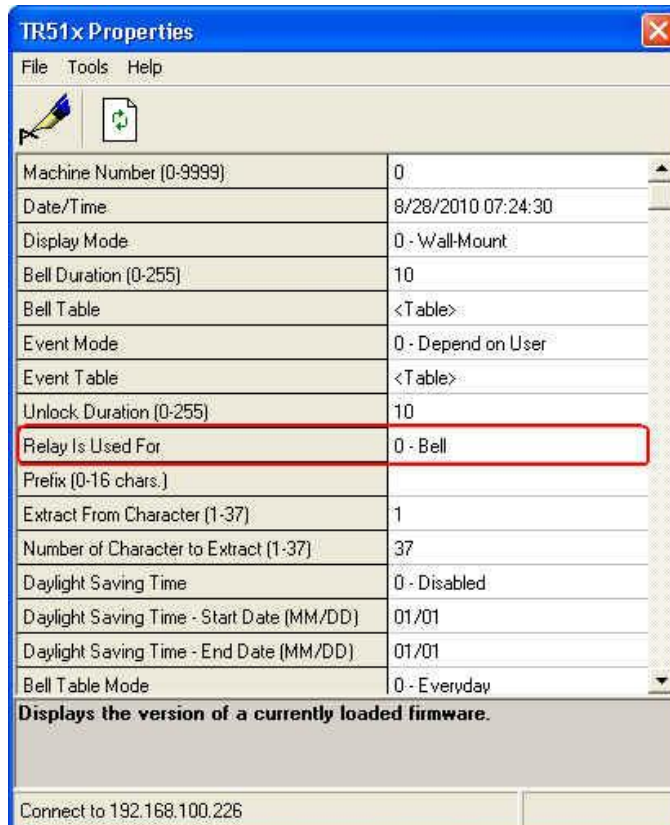 TR51x Properties
File Tools Help
Machine Number (0-9999) 0
Date/Time 8/28/2010 07:24:30
Display Mode 0 - Wall-Mount
Bell Duration (0-255) 10
Bell Table <Table>
Event Mode 0 - Depend on User
Event Table <Table>
Unlock Duration (0-255) 10
Relay Is Used For 0 - Bell
Prefix (0-16 chars.)
Extract From Character (1-37) 1
Number of Character to Extract (1-37) 37
Daylight Saving Time 0 - Disabled
Daylight Saving Time - Start Date (MM/DD) 01/01
Daylight Saving Time - End Date (MM/DD) 01/01
Bell Table Mode 0 - Everyday
Displays the version of a currently loaded firmware.
Connect to 192.168.100.226